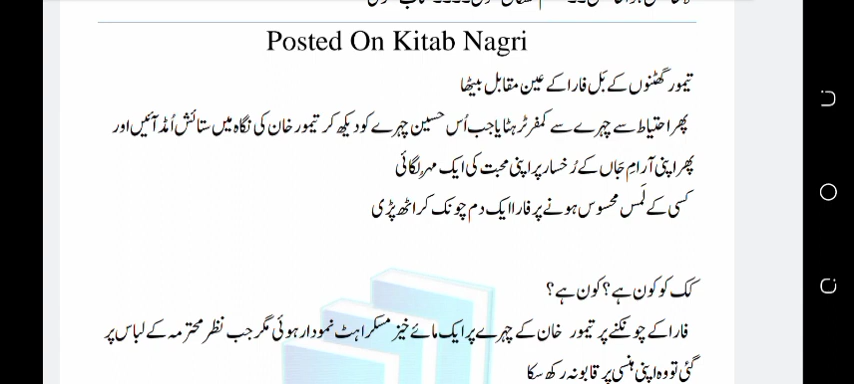 Posted On Kitab Nagri
تیمور گھٹنوں کے بَل فارا کے عین مقابل بیٹھا
پھر احتیاط سے چہرے سے کمفرٹر ہٹایا جب اُس حسین چہرے کو دیکھ کر تیمور خان کی نگاہ میں ستائش اُمڈ آئیں اور
پھر اپنی آرامِ جَاں کے رُخسار پر اپنی محبت کی ایک مہر لگائی
کسی کے لَمس محسوس ہونے پر فارا ایک دم چونک کر اٹھ پڑی
کک کو کون ہے؟ کون ہے؟
فارا کے چونکنے پر تیمور خان کے چہرے پر ایک مائے خیز مسکراہٹ نمودار ہوئی مگر جب نظر محترمہ کے لباس پر
گئی تو وہ اپنی ہنسی پر قابو نہ رکھ سکا